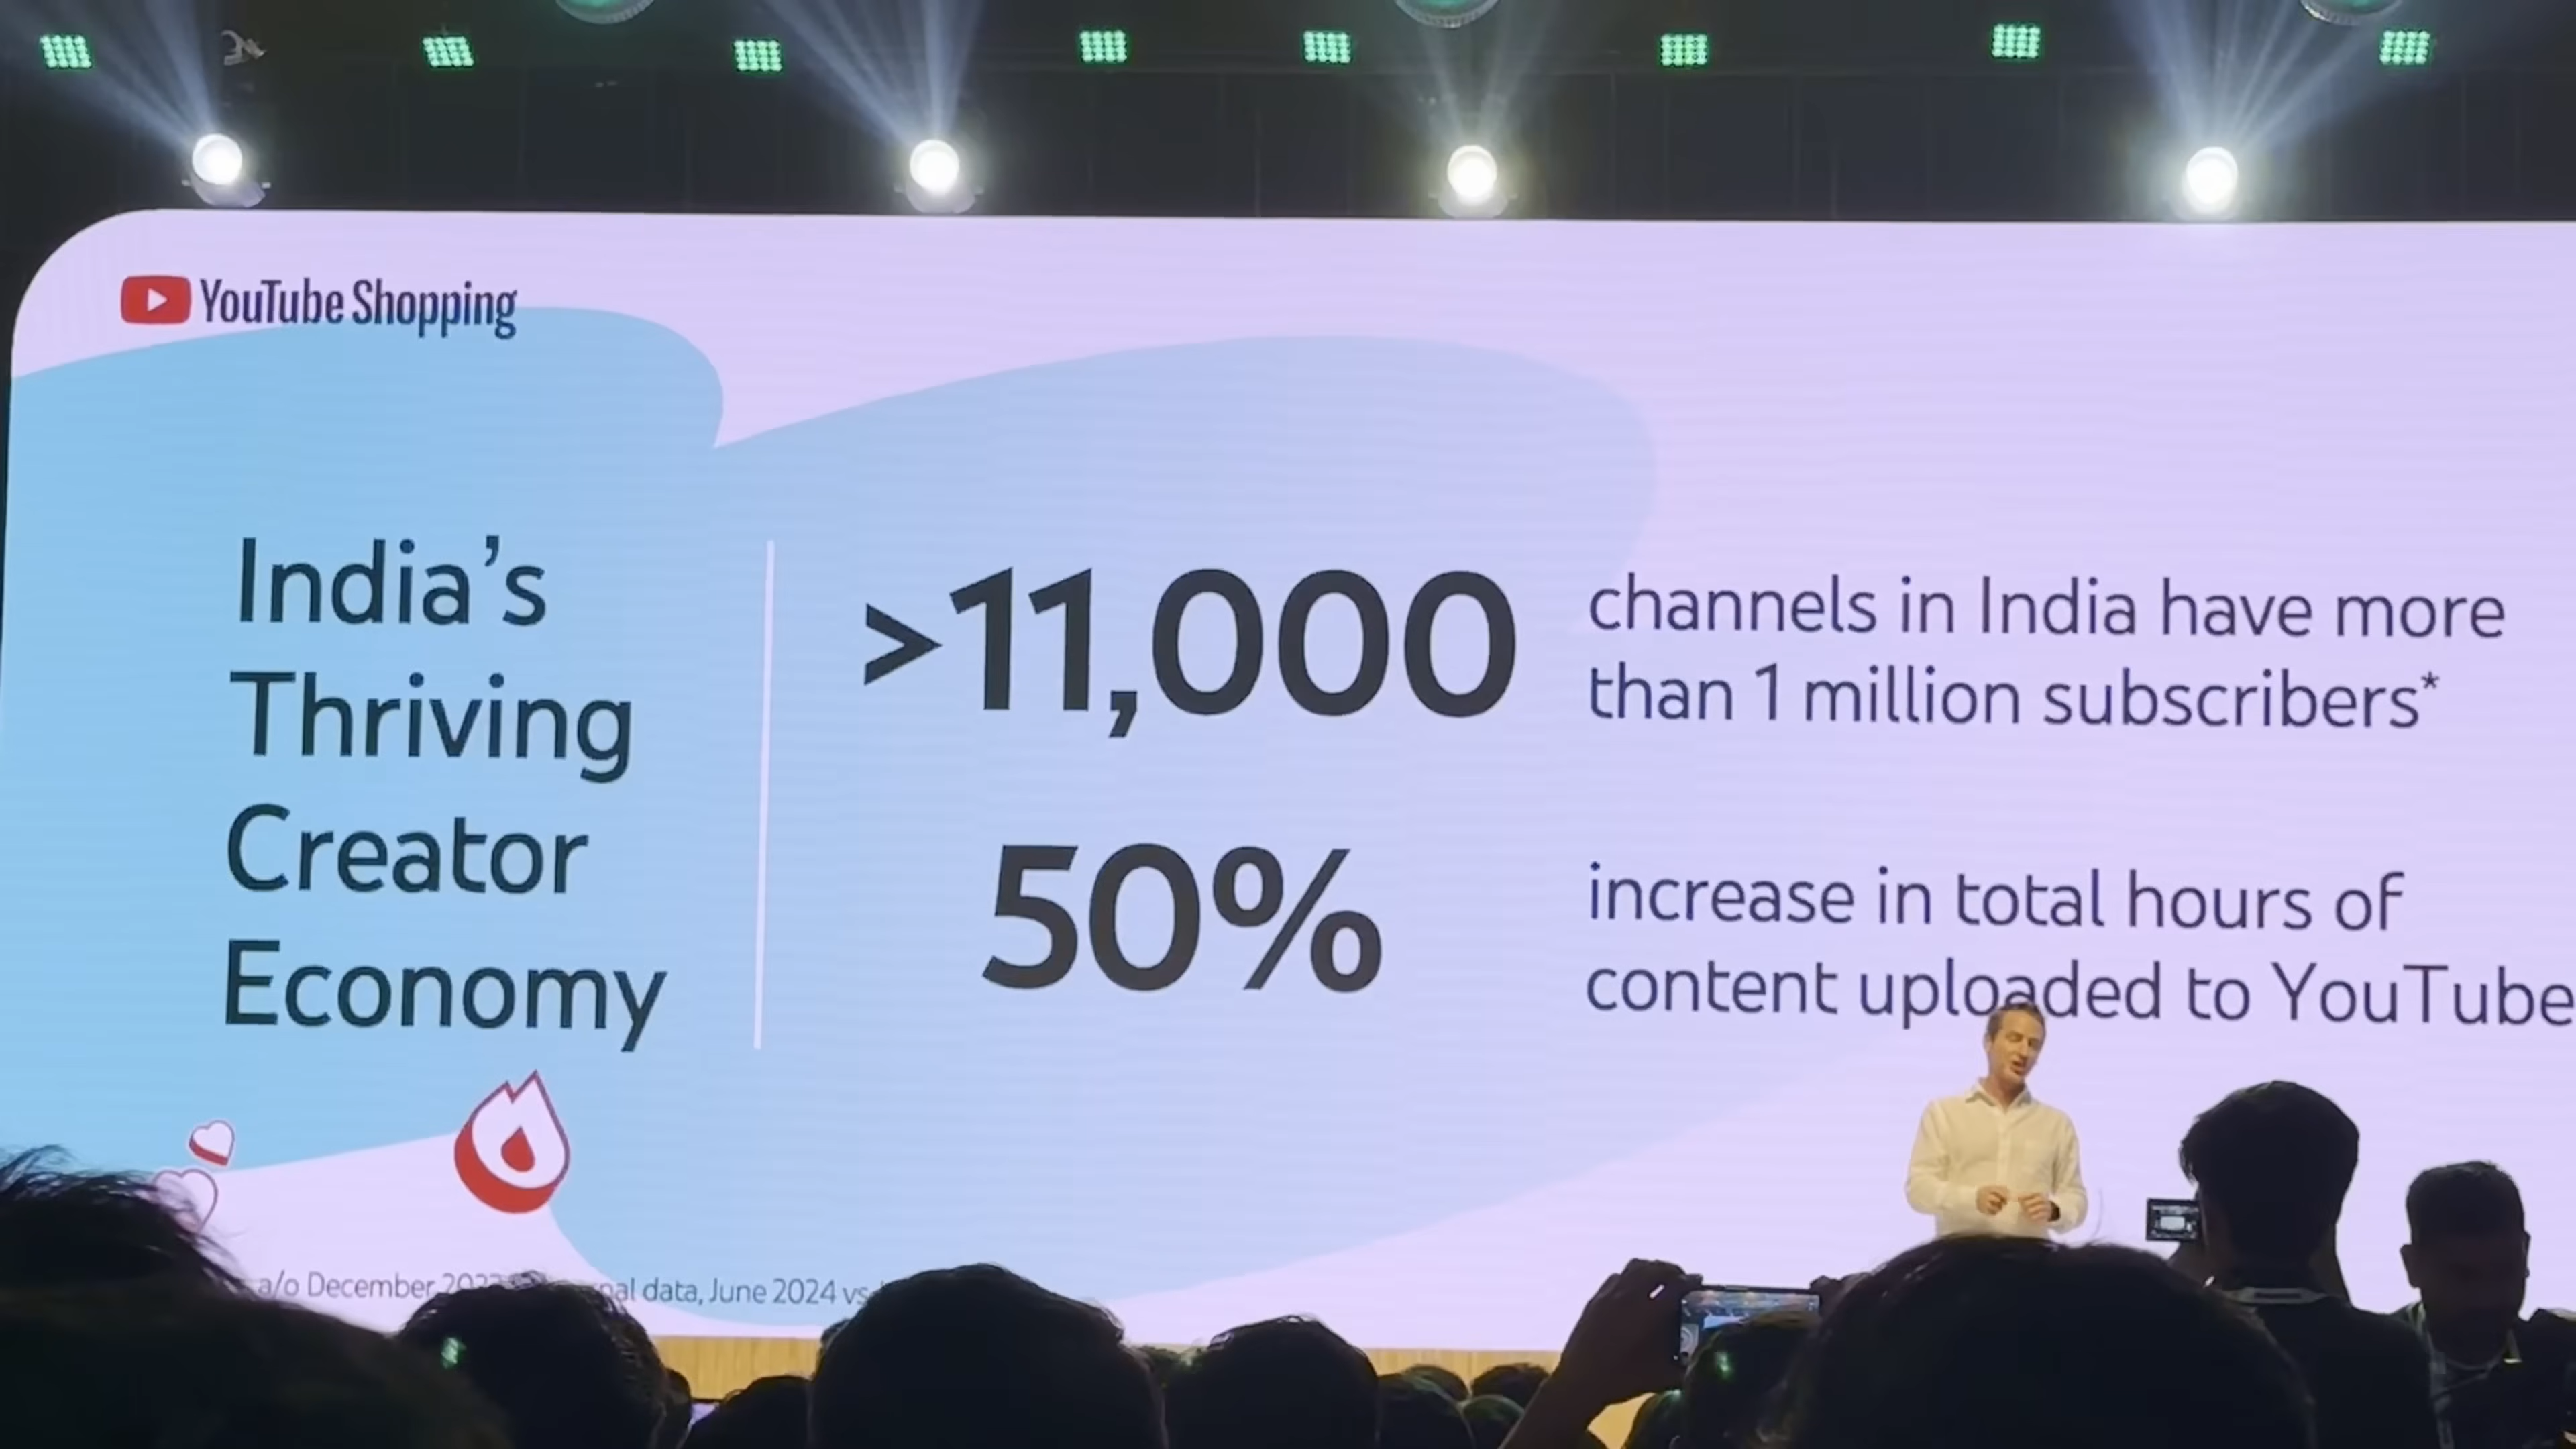 YouTube Shopping
India's
Thriving
Creator
Economy
>11,000
channels in India have more
than 1 million subscribers*
50%
increase in total hours of
content uploaded to YouTube
a/o December
data, June 2024 vs